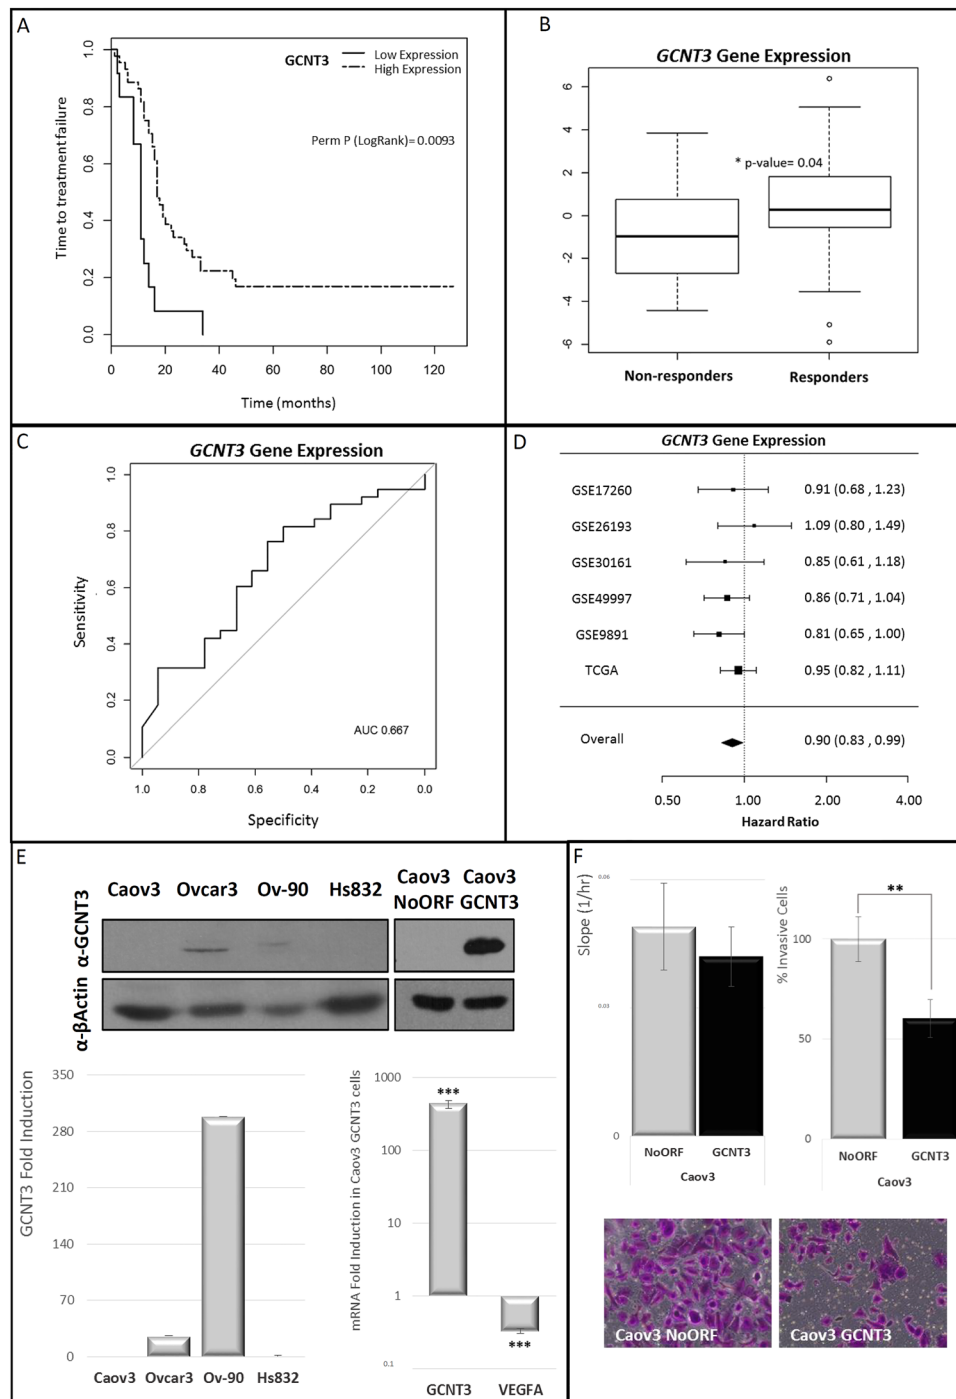 A
GCNT3
Low Expression
High Expression
Perm P (LogRank)= 0.0093
Time to treatment failure
1.0
0.8
0.6
0.4
0.2
0.0
0 20 40 60 80 100 120
Time (months)
B
GCNT3 Gene Expression
6
4
2
0
-2
-4
-6
* p-value= 0.04
Non-responders Responders
C
GCNT3 Gene Expression
Sensitivity
1.0
0.8
0.6
0.4
0.2
0.0
AUC 0.667
1.0 0.8 0.6 0.4 0.2 0.0
Specificity
D
GCNT3 Gene Expression
GSE17260 0.91 (0.68 , 1.23)
GSE26193 1.09 (0.80 , 1.49)
GSE30161 0.85 (0.61 , 1.18)
GSE49997 0.86 (0.71 , 1.04)
GSE9891 0.81 (0.65 , 1.00)
TCGA 0.95 (0.82 , 1.11)
Overall 0.90 (0.83 , 0.99)
0.50 1.00 2.00 4.00
Hazard Ratio
E
Caov3 Ovcar3 Ov-90 Hs832
Caov3 NoORF
Caov3 GCNT3
α-GCNT3
α-βActin
GCNT3 Fold Induction
350
280
210
140
70
0
Caov3 Ovcar3 Ov-90 Hs832
mRNA Fold Induction in Caov3 GCNT3 cells
1000
100
10
1
0.1
***
***
GCNT3 VEGFA
F
Slope (1/hr)
0.06
0.03
0
NoORF GCNT3
Caov3
% Invasive Cells
100
50
0
**
NoORF GCNT3
Caov3
Caov3 NoORF
Caov3 GCNT3